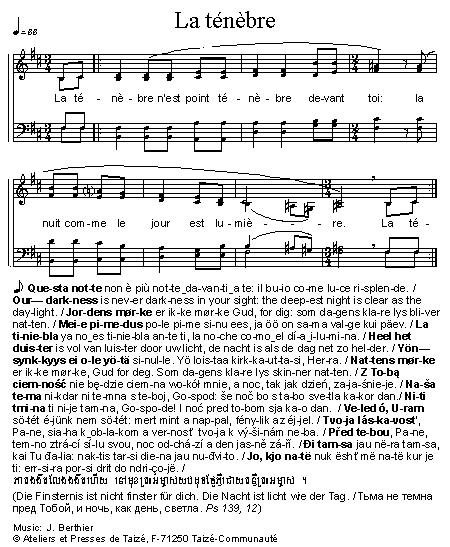 La ténèbre
♩=66
La té - nè - bre n'est point té - nè - bre de-vant toi: la
nuit com-me le jour est lu-miè - - re. La té-
Que-sta not-te non è più not-te_da-van-ti_a te: il bu-io co-me lu-ce ri-splen-de. /
Our— dark-ness is nev-er dark-ness in your sight: the deep-est night is clear as the
day-light. / Jor-dens mør-ke er ik-ke mør-ke Gud, for dig: som da-gens kla-re lys bli-ver
nat-ten. / Mei-e pi-me-dus po-le pi-me si-nu ees, ja öö on sa-ma val-ge kui päev. / La
ti-nie-bla ya no_es ti-nie-bla an-te ti, la no-che co-mo_el dí-a_i-lu-mi-na. / Heel het
duis-ter is vol van luis-ter door uw licht, de nacht is als de dag net zo hel-der. / Yön—
synk-kyys ei o-le yö-tä si-nul-le. Yö lois-taa kirk-ka-ut-ta si, Her-ra. / Nat-tens mør-ke
er ik-ke mør-ke, Gud for deg. Som da-gens kla-re lys skin-ner nat-ten. / Z To-bą
ciem-ność nie bę-dzie ciem-na wo-kół mnie, a noc, tak jak dzień, za-ja-śnie-je. / Na-ša
te-ma ni-kdar ni te-mna s te-boj, Go-spod: še noč bo s ta-bo sve-tla ka-kor dan./ Ni-ti
tmi-na ti ni-je tam-na, Go-spo-de! I noć pred to-bom sja ka-o dan. / Ve-led ó, U-ram
sö-tét é-jünk nem sö-tét: mert mint a nap-pal, fény-lik az éj-jel. / Tvo-ja lás-ka-vosť,
Pa-ne, sia-ha k_ob-la-kom a ver-nosť tvo-ja k vý-ši-nám ne-ba. / Před te-bou, Pa-ne,
tem-no ztrá-cí sí-lu svou, noc od-chá-zí a den jas-ně zá-ří. / Đi tam-sa jau në-ra tam-sa,
kai Tu đa-lia: nak-tis tar-si die-na jau nu-đvi-to. / Jo, kjo na-të nuk ësht' më na-të kur je
ti: err-si-ra por-si drit do ndri-ço-jë. /
(Die Finsternis ist nicht finster für dich. Die Nacht ist licht wie der Tag. / Тьма не темна
пред Тобой, и ночь, как день, светла. Ps 139, 12)
Music: J. Berthier
© Ateliers et Presses de Taizé, F-71250 Taizé-Communauté